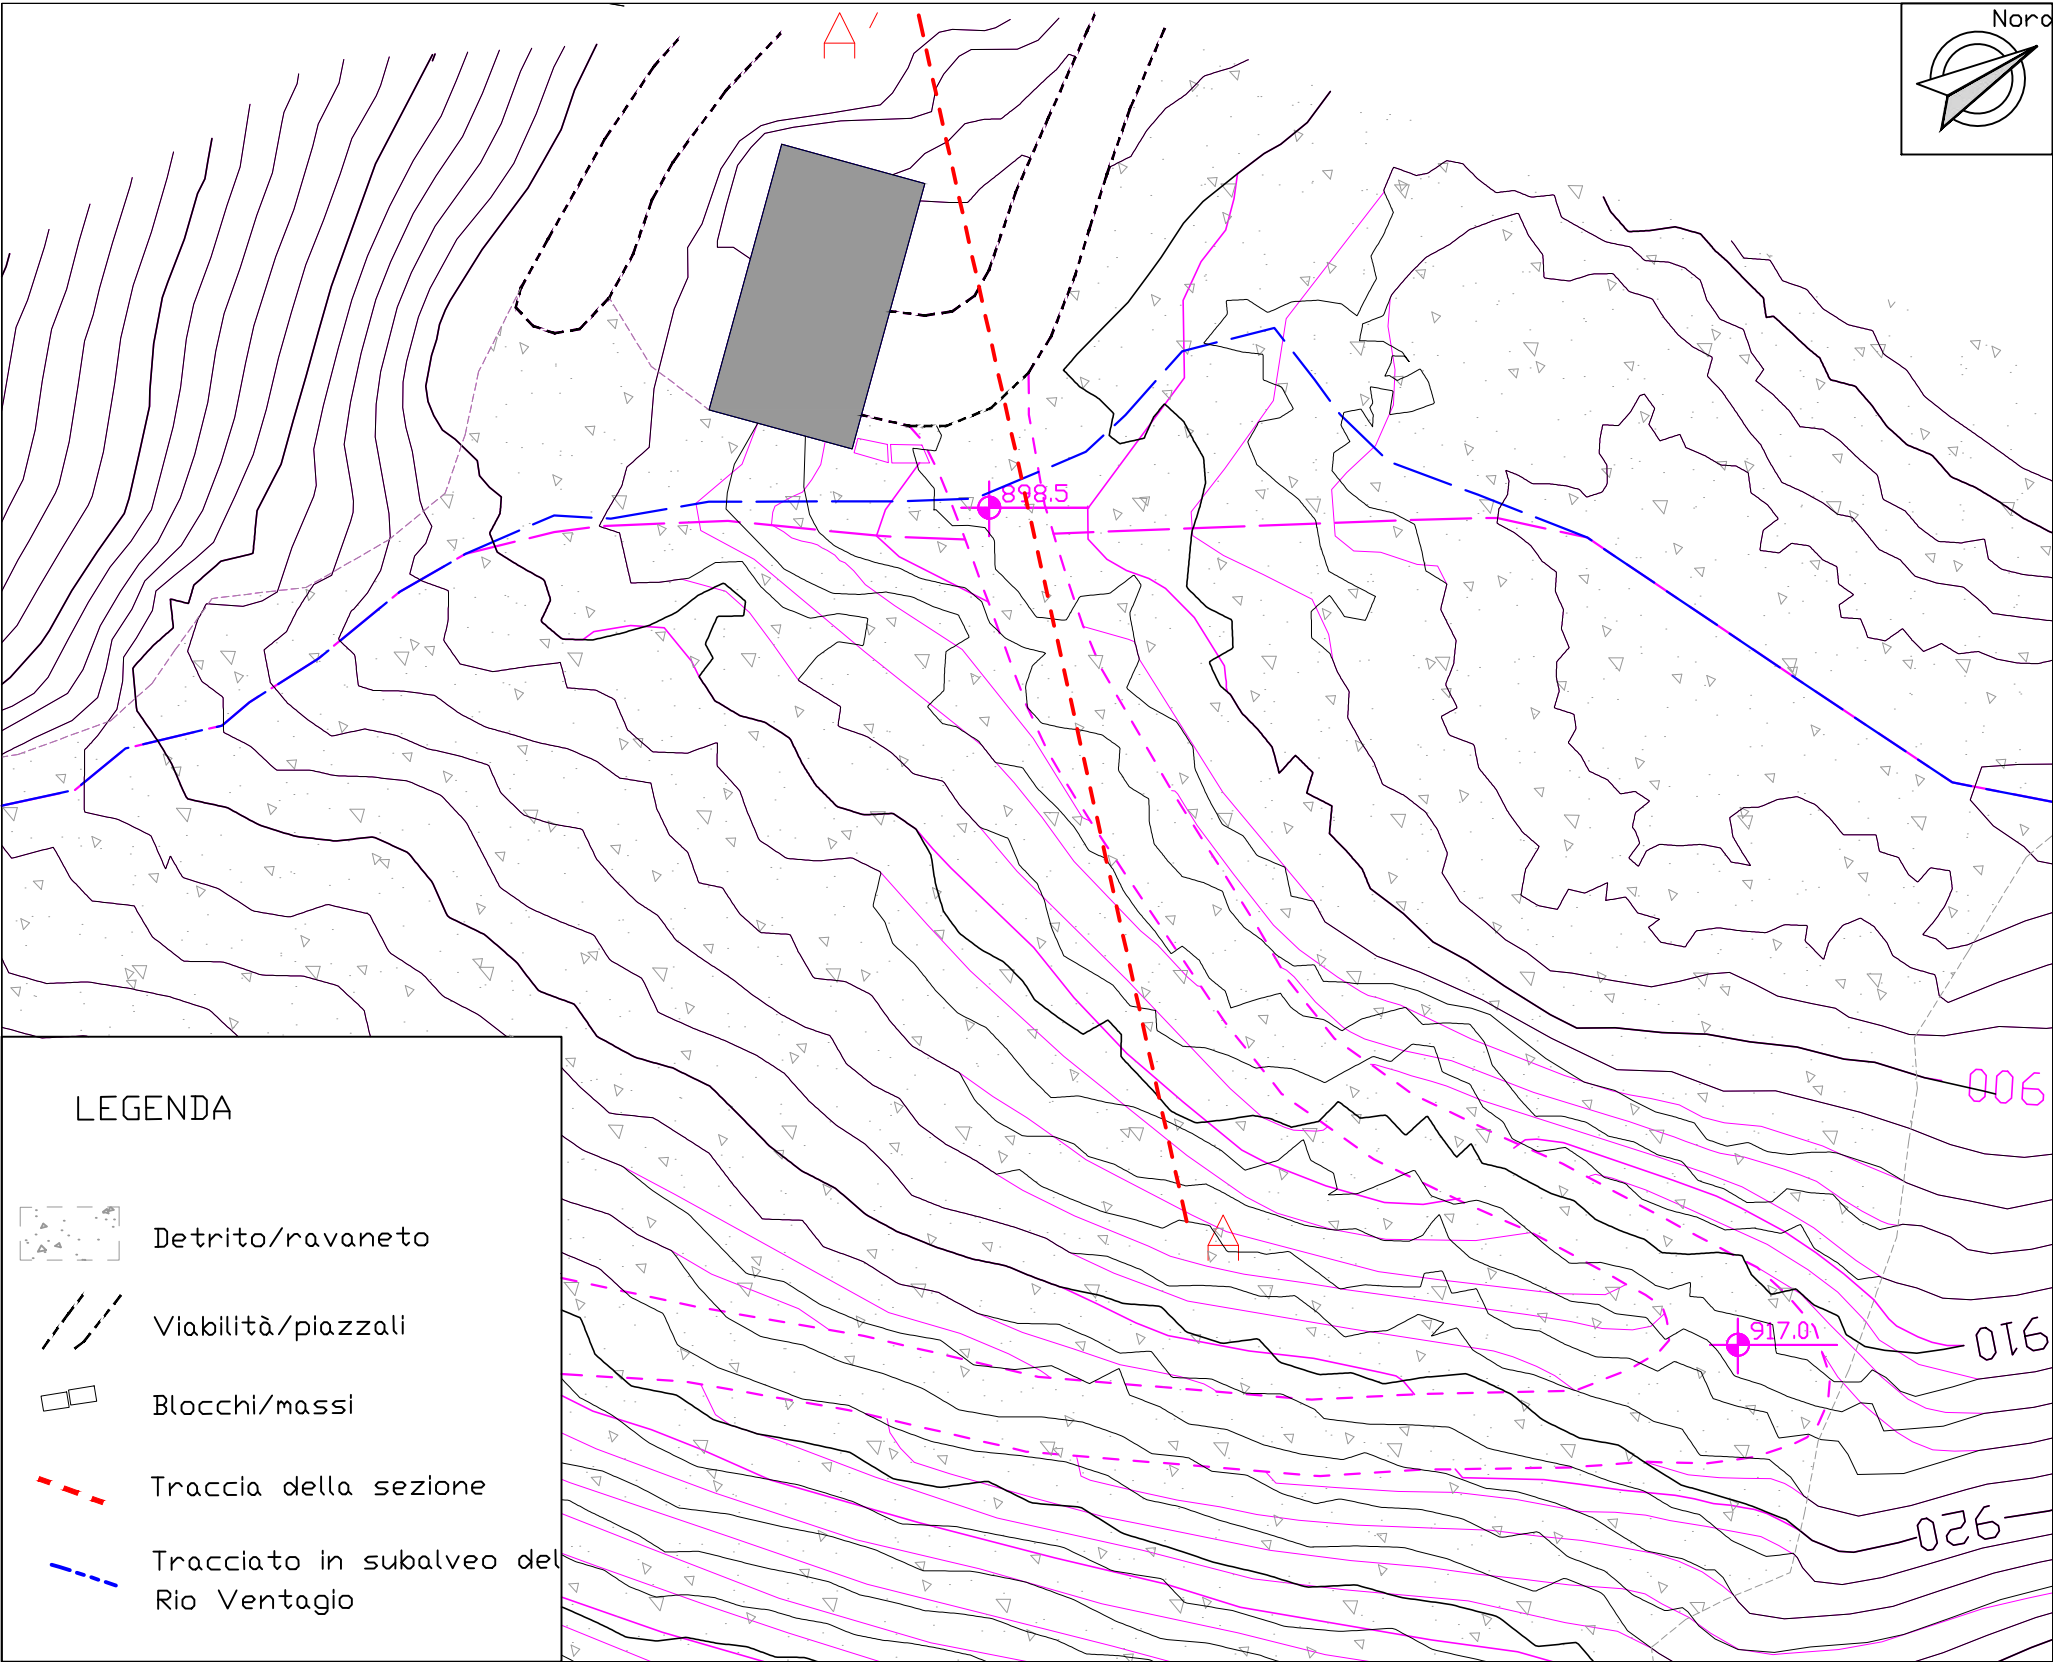 A'
Nord
898.5
900
A
917.0
910
920
LEGENDA
Detrito/ravaneto
Viabilità/piazzali
Blocchi/massi
Traccia della sezione
Tracciato in subalveo del
Rio Ventagio